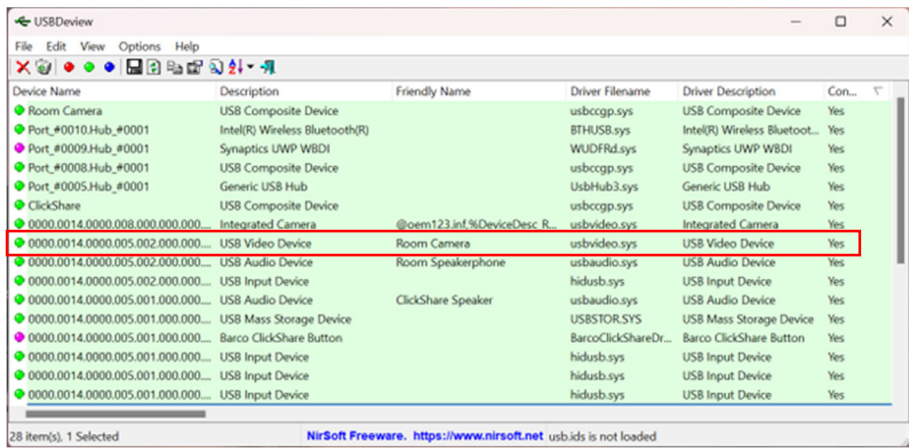 USBDeview
File Edit View Options Help
Device Name Description Friendly Name Driver Filename Driver Description Con...
Room Camera USB Composite Device usbccgp.sys USB Composite Device Yes
Port_#0010.Hub_#0001 Intel(R) Wireless Bluetooth(R) BTHUSB.sys Intel(R) Wireless Bluetoot... Yes
Port_#0009.Hub_#0001 Synaptics UWP WBDI WUDFRd.sys Synaptics UWP WBDI Yes
Port_#0008.Hub_#0001 USB Composite Device usbccgp.sys USB Composite Device Yes
Port_#0005.Hub_#0001 Generic USB Hub UsbHub3.sys Generic USB Hub Yes
ClickShare USB Composite Device usbccgp.sys USB Composite Device Yes
0000.0014.0000.008.000.000.000.... Integrated Camera @oem123.inf,%DeviceDesc_R... usbvideo.sys Integrated Camera Yes
0000.0014.0000.005.002.000.000.... USB Video Device Room Camera usbvideo.sys USB Video Device Yes
0000.0014.0000.005.002.000.000.... USB Audio Device Room Speakerphone usbaudio.sys USB Audio Device Yes
0000.0014.0000.005.002.000.000.... USB Input Device hidusb.sys USB Input Device Yes
0000.0014.0000.005.001.000.000.... USB Audio Device ClickShare Speaker usbaudio.sys USB Audio Device Yes
0000.0014.0000.005.001.000.000.... USB Mass Storage Device USBSTOR.SYS USB Mass Storage Device Yes
0000.0014.0000.005.001.000.000.... Barco ClickShare Button BarcoClickShareDr... Barco ClickShare Button Yes
0000.0014.0000.005.001.000.000.... USB Input Device hidusb.sys USB Input Device Yes
0000.0014.0000.005.001.000.000.... USB Input Device hidusb.sys USB Input Device Yes
0000.0014.0000.005.001.000.000.... USB Input Device hidusb.sys USB Input Device Yes
28 item(s), 1 Selected NirSoft Freeware. https://www.nirsoft.net usb.ids is not loaded